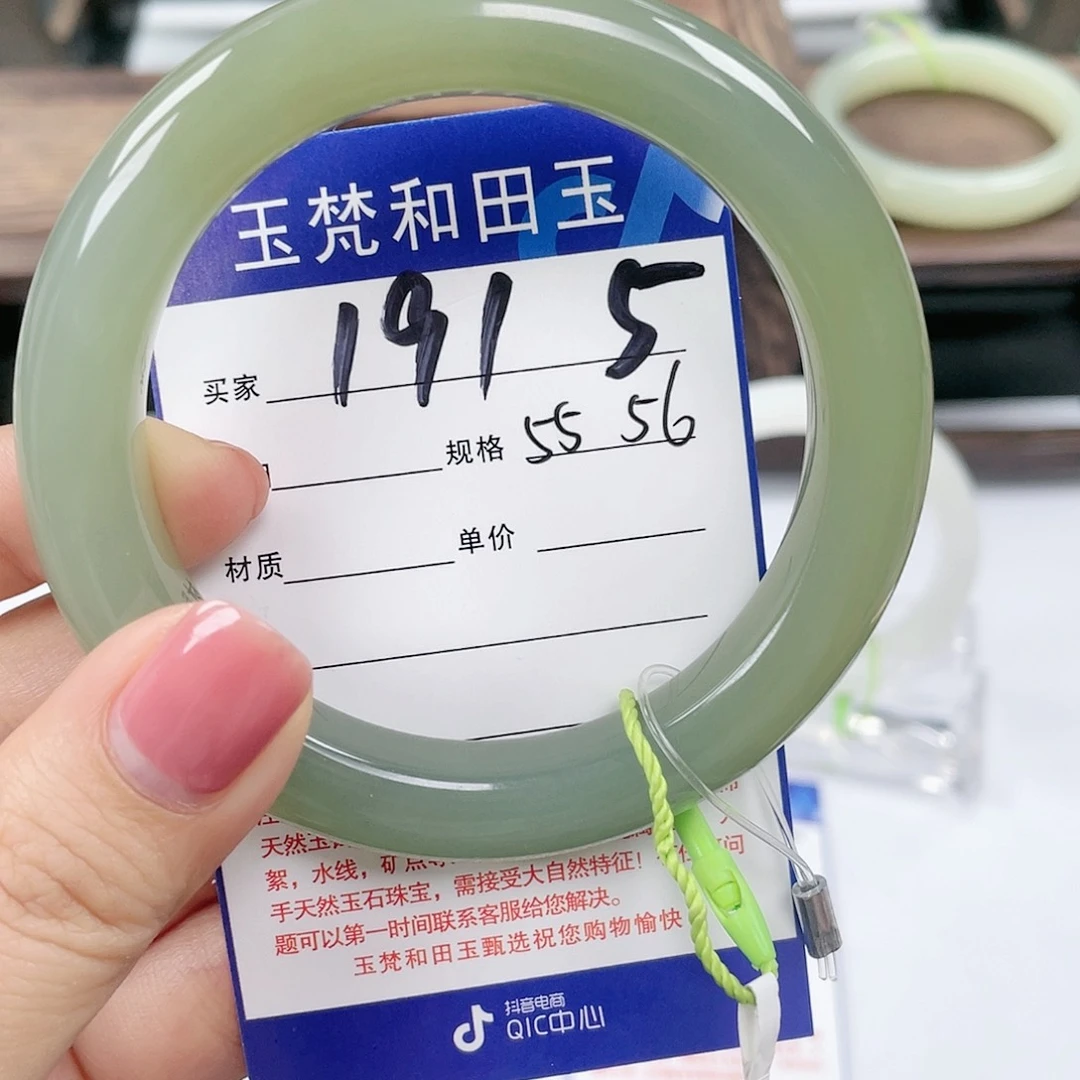 玉梵和田玉
买家 191 5
规格 55 56
材质 单价
天然玉
絮，水线，矿点
手天然玉石珠宝，需接受大自然特征！
题可以第一时间联系客服给您解决。
玉梵和田玉甄选祝您购物愉快
抖音电商
QIC中心